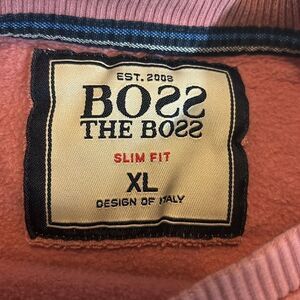 EST. 2008
BOSS
THE BOSS
SLIM FIT
XL
DESIGN OF ITALY